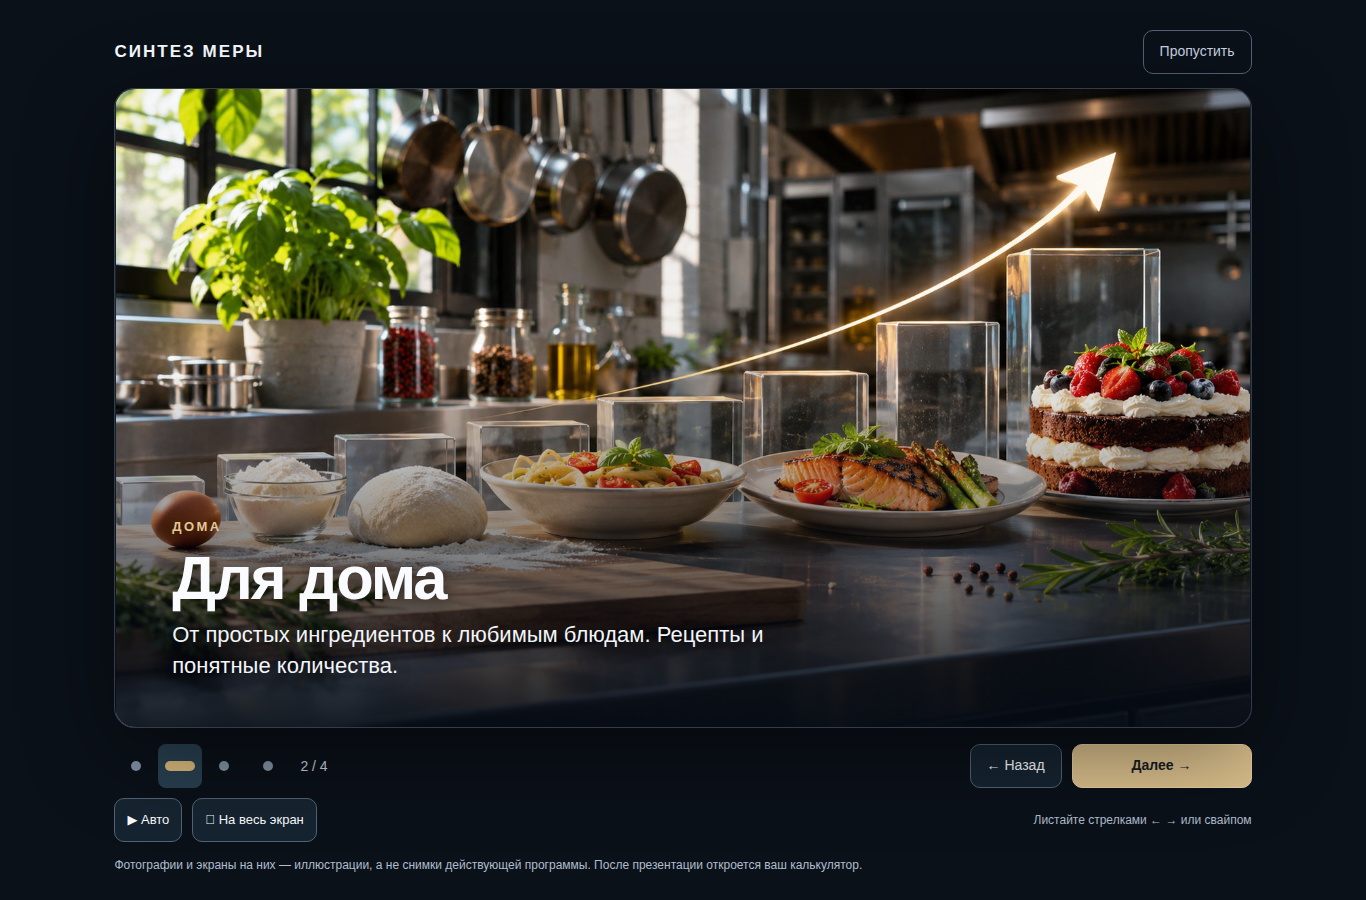 СИНТЕЗ МЕРЫ
Пропустить
ДОМА
Для дома
От простых ингредиентов к любимым блюдам. Рецепты и
понятные количества.
2 / 4
← Назад
Далее →
▶ Авто
На весь экран
Листайте стрелками ← → или свайпом
Фотографии и экраны на них — иллюстрации, а не снимки действующей программы. После презентации откроется ваш калькулятор.